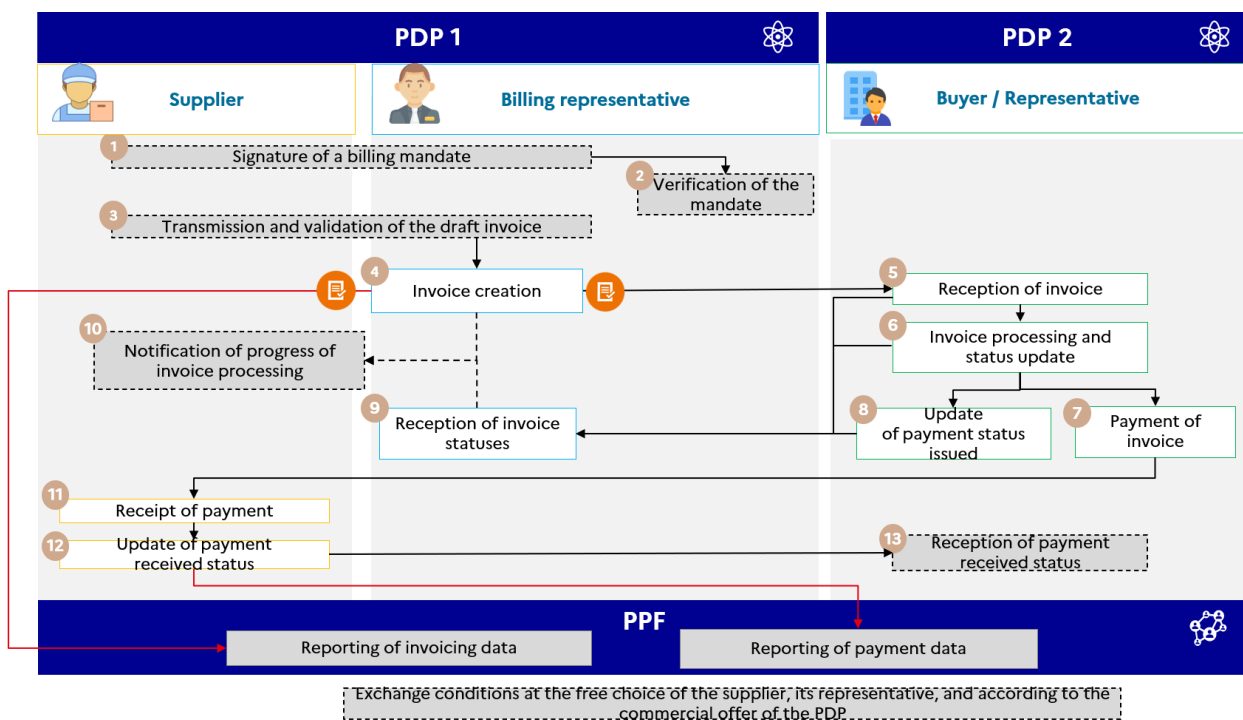 PDP 1
PDP 2
Supplier
Billing representative
Buyer / Representative
1
Signature of a billing mandate
2
Verification of the
mandate
3
Transmission and validation of the draft invoice
4
Invoice creation
5
Reception of invoice
6
Invoice processing and
status update
10
Notification of progress of
invoice processing
9
Reception of invoice
statuses
8
Update
of payment status
issued
7
Payment of
invoice
11
Receipt of payment
12
Update of payment
received status
13
Reception of payment
received status
PPF
Reporting of invoicing data
Reporting of payment data
Exchange conditions at the free choice of the supplier, its representative, and according to the
commercial offer of the PDP